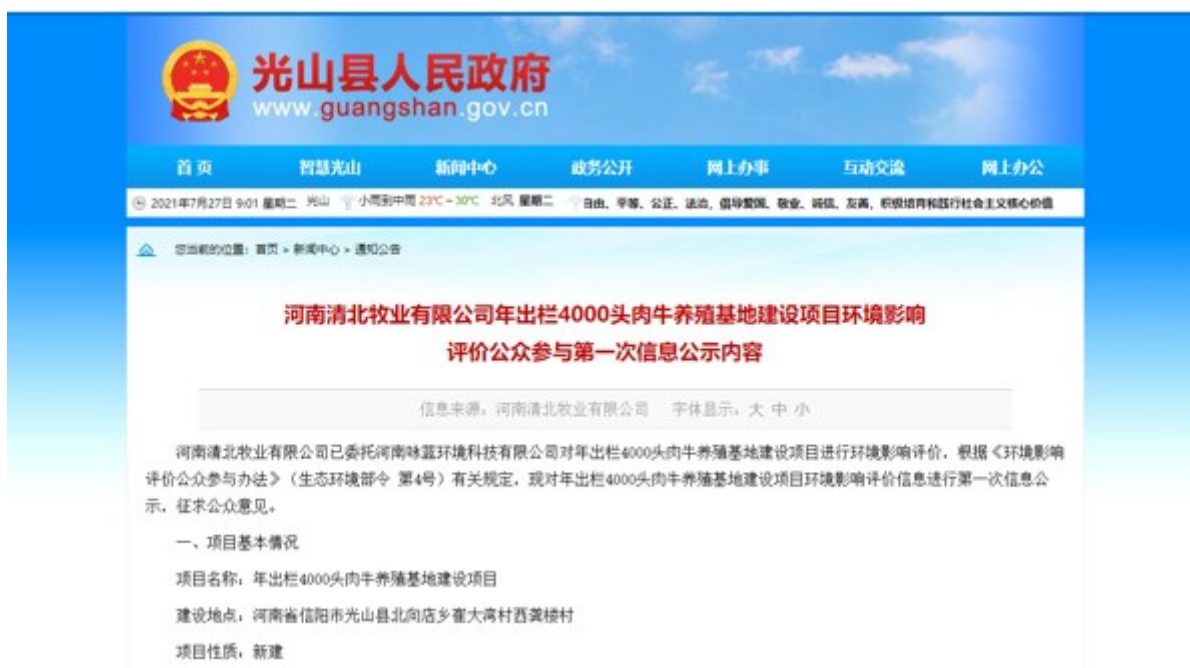 光山县人民政府
www.guangshan.gov.cn
首页 智慧光山 新闻中心 政务公开 网上办事 互动交流 网上办公
2021年7月27日 9:01 星期二 光山 小雨到中雨 23℃~30℃ 北风 星期二 自由、平等、公正、法治，倡导爱国、敬业、诚信、友善，积极培育和践行社会主义核心价值
您当前的位置：首页 > 新闻中心 > 通知公告
河南清北牧业有限公司年出栏4000头肉牛养殖基地建设项目环境影响
评价公众参与第一次信息公示内容
信息来源：河南清北牧业有限公司 字体显示：大 中 小
河南清北牧业有限公司已委托河南咏蓝环境科技有限公司对年出栏4000头肉牛养殖基地建设项目进行环境影响评价，根据《环境影响
评价公众参与办法》（生态环境部令 第4号）有关规定，现对年出栏4000头肉牛养殖基地建设项目环境影响评价信息进行第一次信息公
示，征求公众意见。
一、项目基本情况
项目名称：年出栏4000头肉牛养殖基地建设项目
建设地点：河南省信阳市光山县北向店乡崔大湾村西龚楼村
项目性质：新建